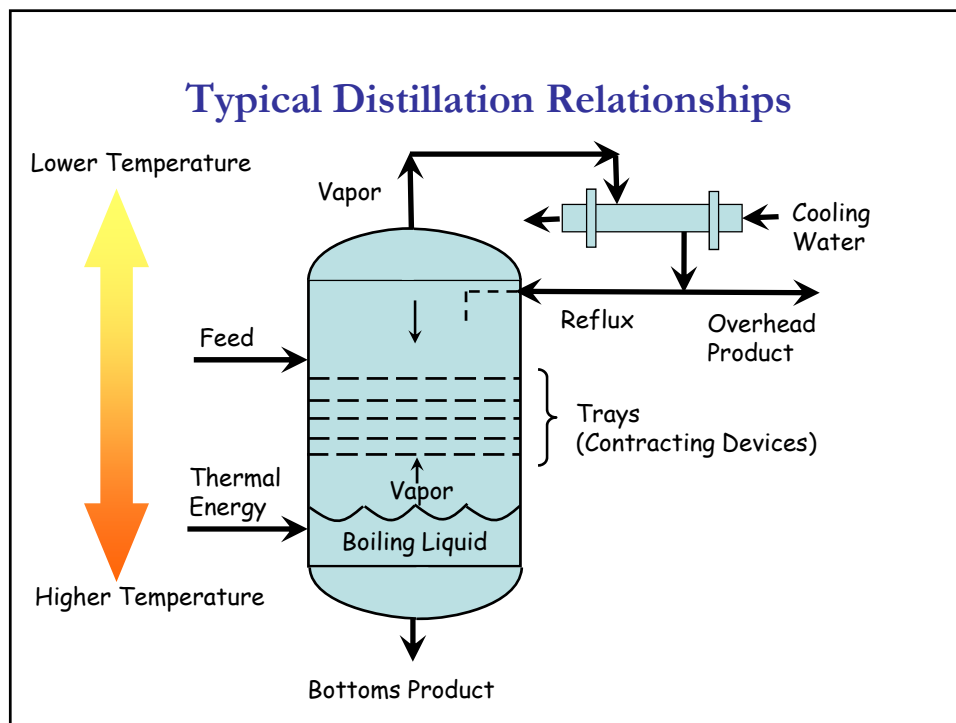 Typical Distillation Relationships
Lower Temperature
Vapor
Cooling
Water
Reflux
Overhead
Product
Feed
Trays
(Contracting Devices)
Thermal
Energy
Vapor
Boiling Liquid
Higher Temperature
Bottoms Product